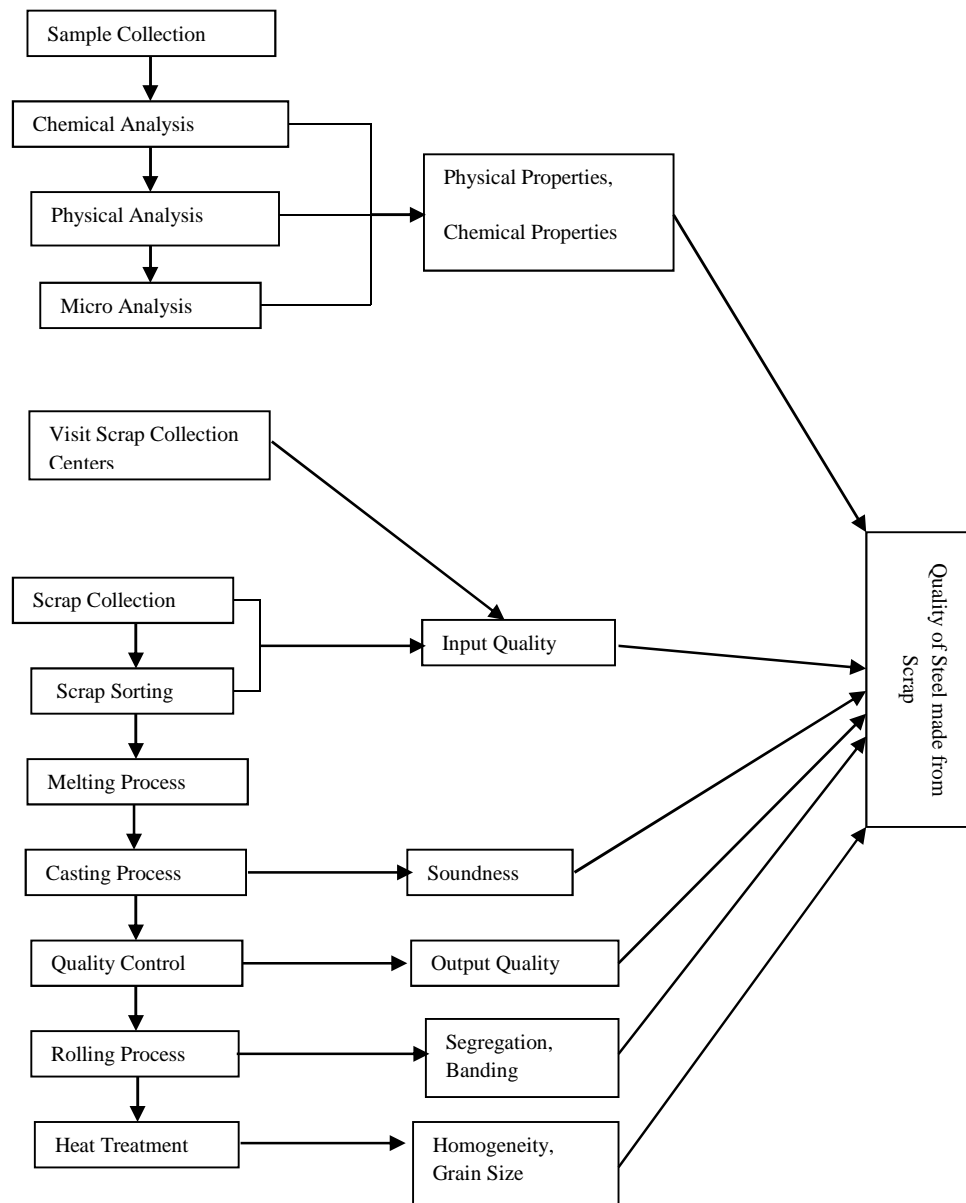 Sample Collection
Chemical Analysis
Physical Analysis
Micro Analysis
Physical Properties,
Chemical Properties
Visit Scrap Collection
Centers
Scrap Collection
Scrap Sorting
Input Quality
Melting Process
Casting Process
Soundness
Quality Control
Output Quality
Rolling Process
Segregation,
Banding
Heat Treatment
Homogeneity,
Grain Size
Quality of Steel made from
Scrap